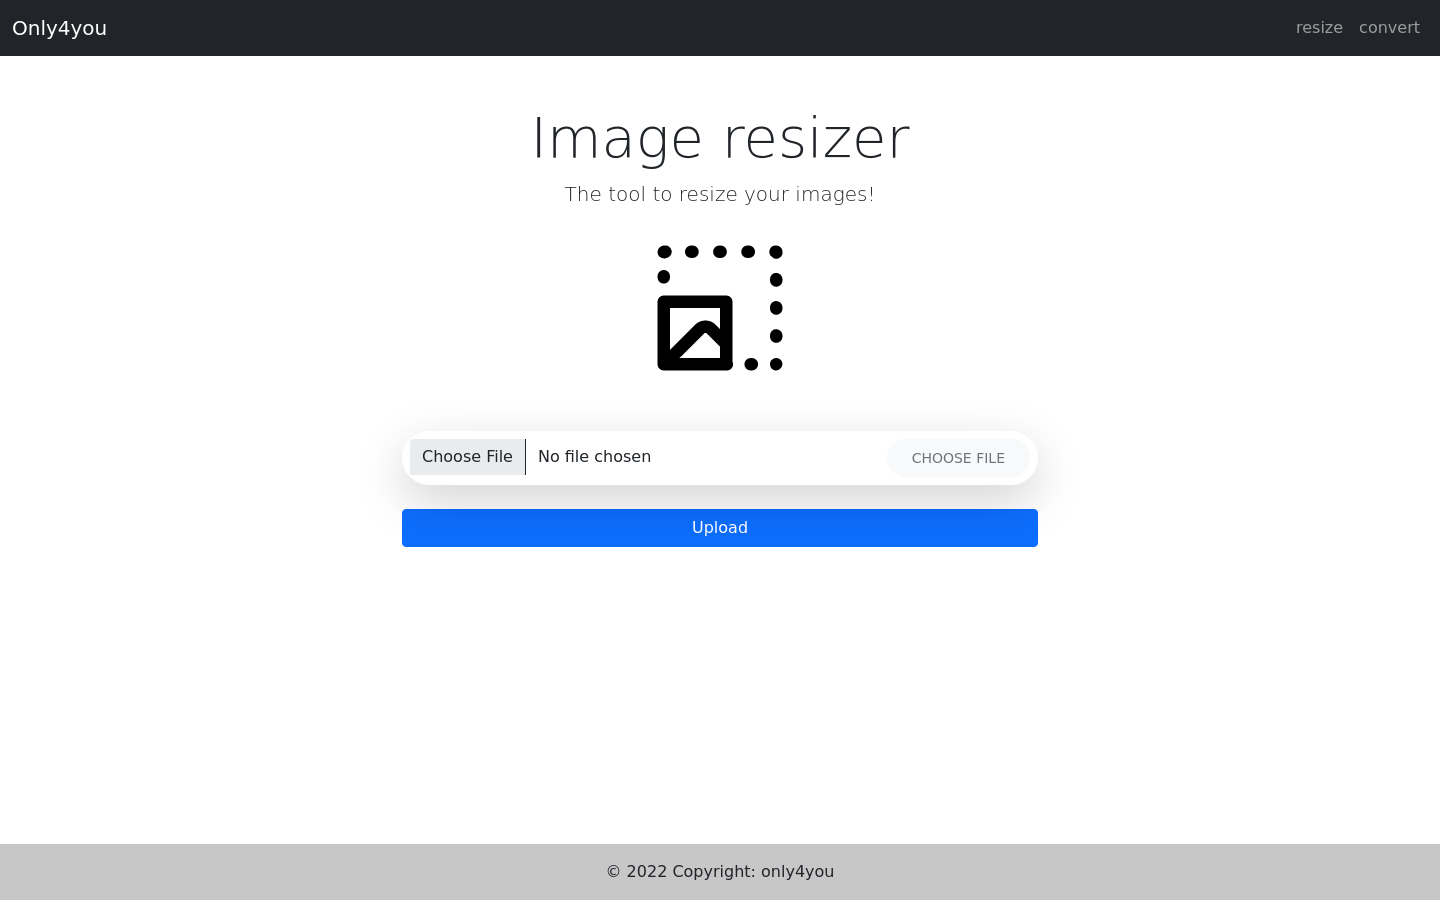 Only4you
resize convert
Image resizer
The tool to resize your images!
Choose File No file chosen CHOOSE FILE
Upload
© 2022 Copyright: only4you